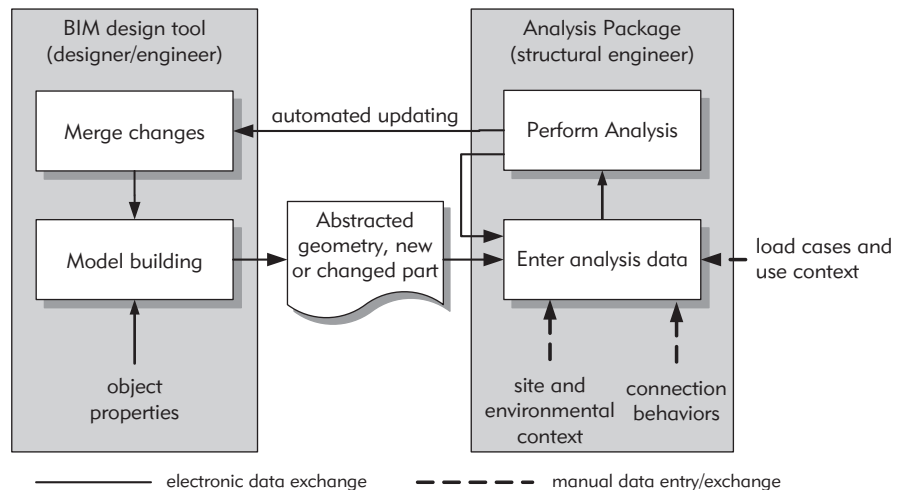 BIM design tool
(designer/engineer)
Analysis Package
(structural engineer)
Merge changes
automated updating
Perform Analysis
Model building
Abstracted
geometry, new
or changed part
Enter analysis data
load cases and
use context
object
properties
site and
environmental
context
connection
behaviors
electronic data exchange
manual data entry/exchange